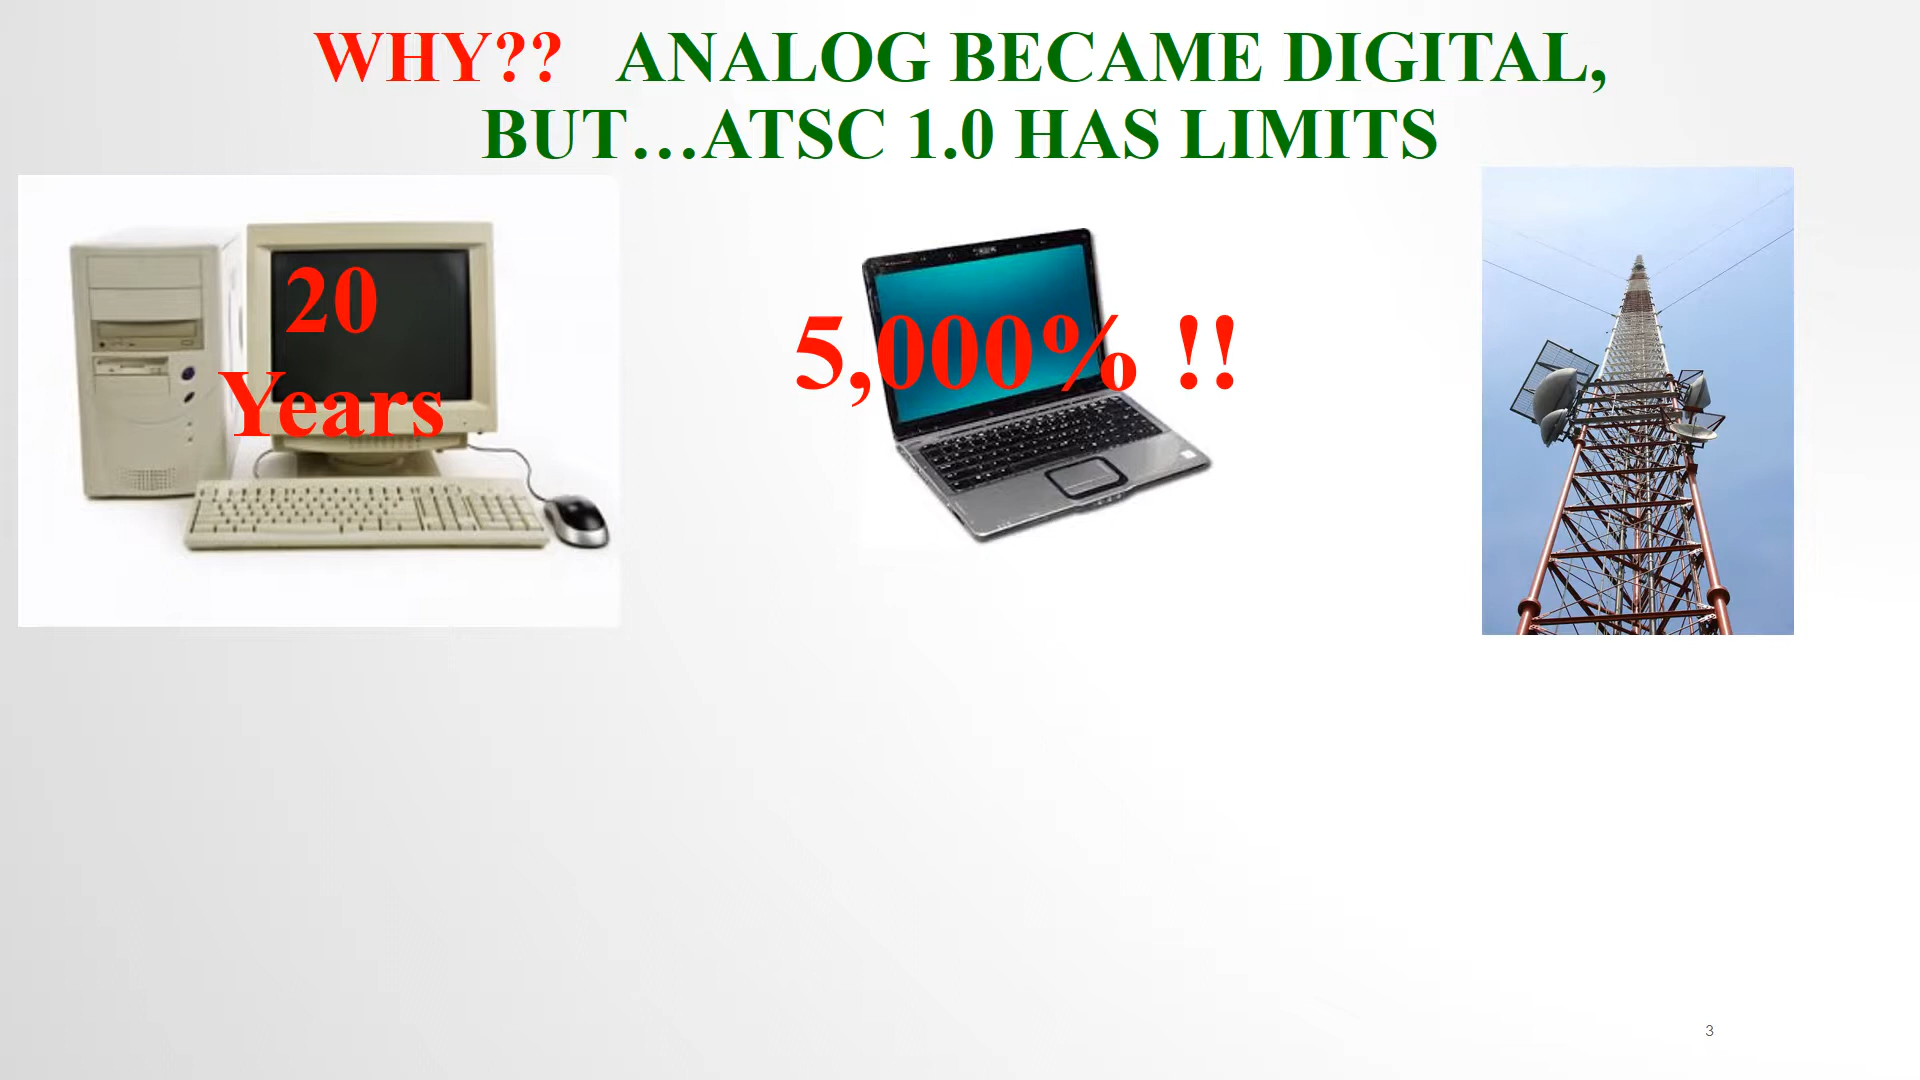 WHY?? ANALOG BECAME DIGITAL,
BUT…ATSC 1.0 HAS LIMITS
20
Years
5,000% !!
3